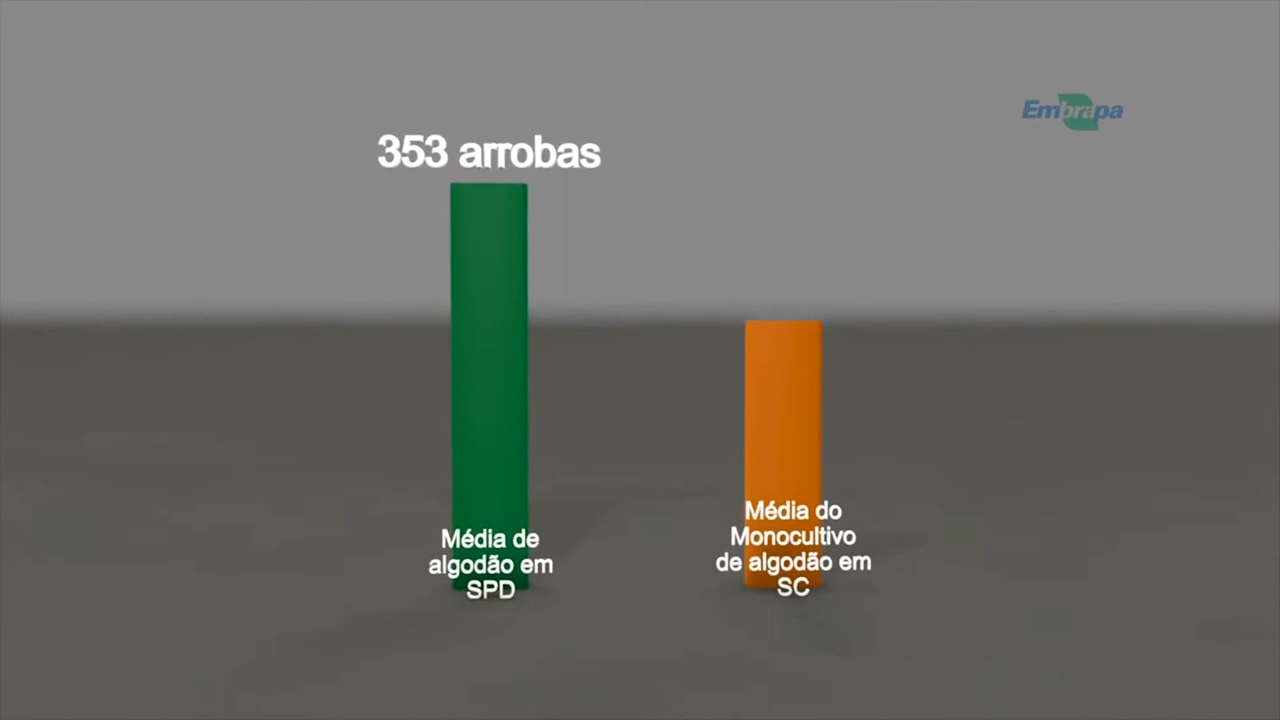 Embrapa
353 arrobas
Média de
algodão em
SPD
Média do
Monocultivo
de algodão em
SC